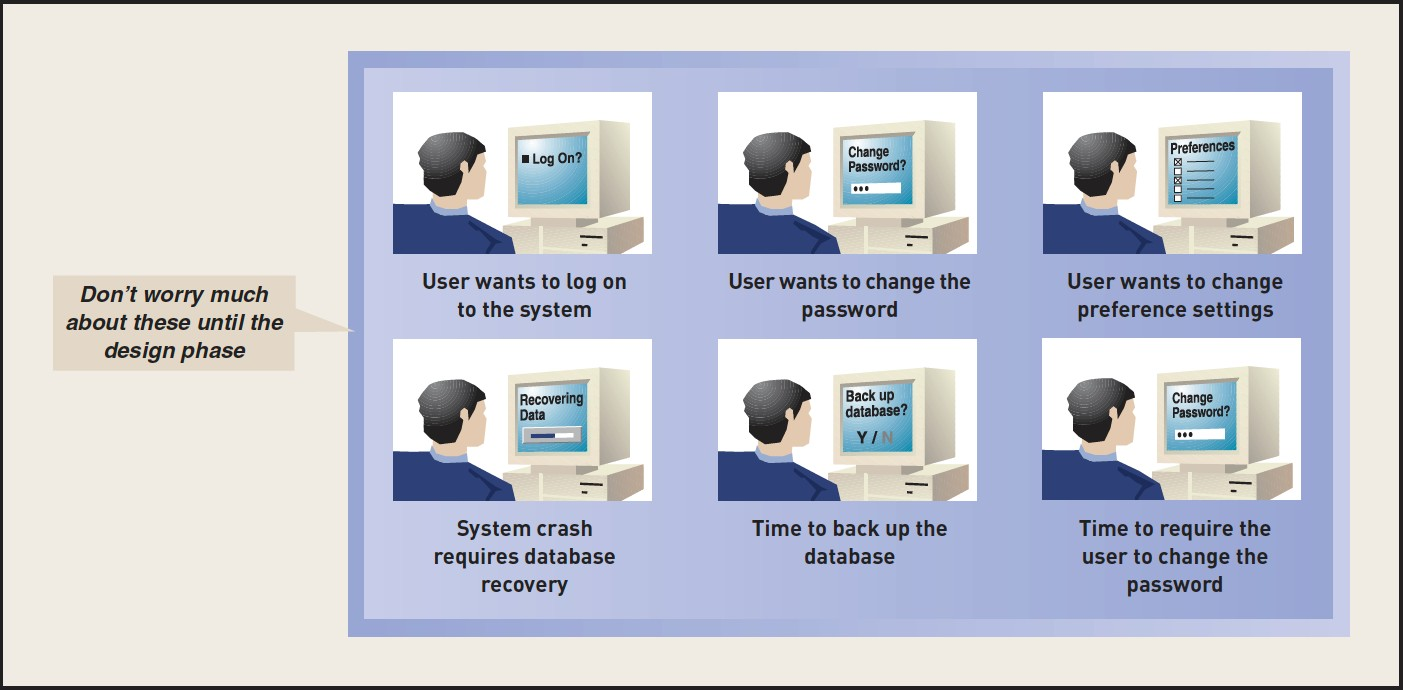 Don't worry much
about these until the
design phase
Log On?
User wants to log on
to the system
Change
Password?
User wants to change the
password
Preferences
User wants to change
preference settings
Recovering
Data
System crash
requires database
recovery
Back up
database?
Y / N
Time to back up the
database
Change
Password?
Time to require the
user to change the
password